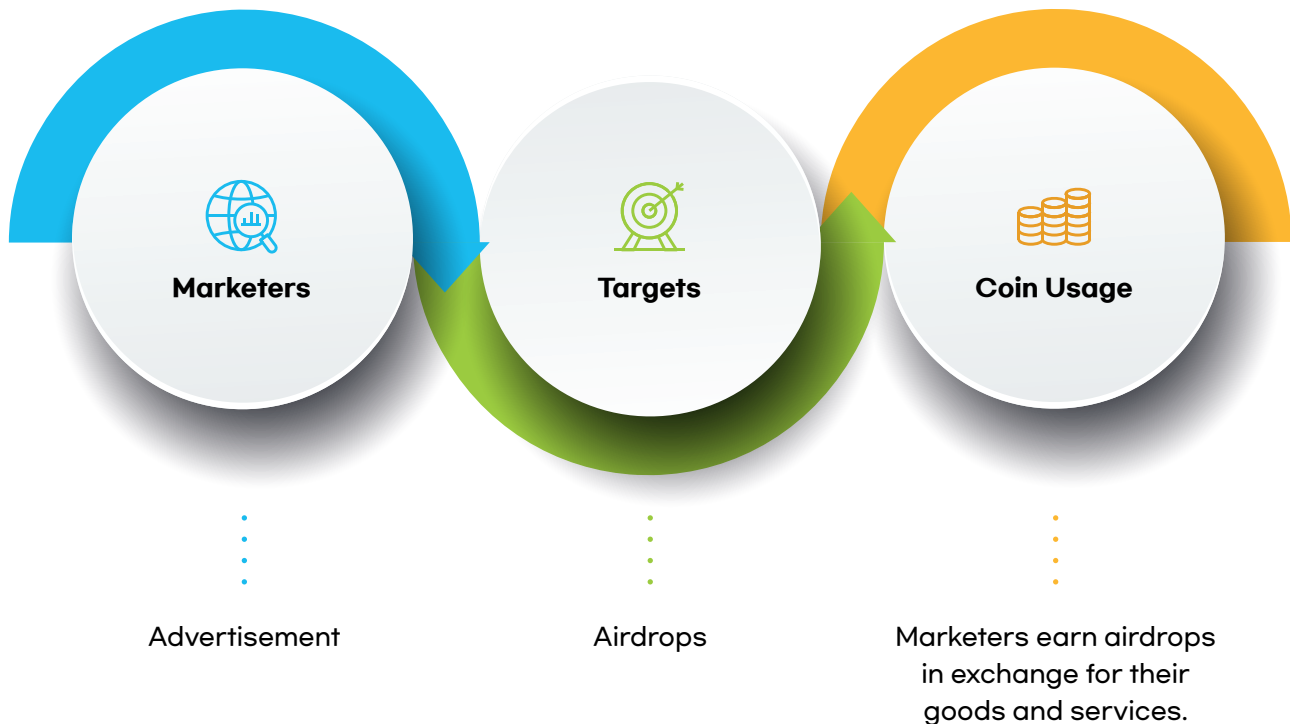 Marketers
Targets
Coin Usage
Advertisement
Airdrops
Marketers earn airdrops
in exchange for their
goods and services.